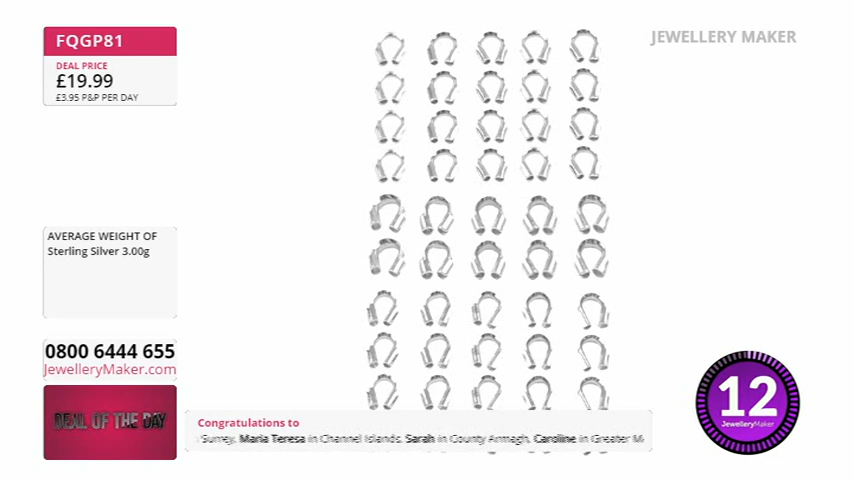 FQGP81
DEAL PRICE
£19.99
£3.95 P&P PER DAY
JEWELLERY MAKER
AVERAGE WEIGHT OF
Sterling Silver 3.00g
0800 6444 655
JewelleryMaker.com
DEAL OF THE DAY
12
JewelleryMaker
Congratulations to
Surrey, Maria Teresa in Channel Islands, Sarah in County Armagh, Caroline in Greater